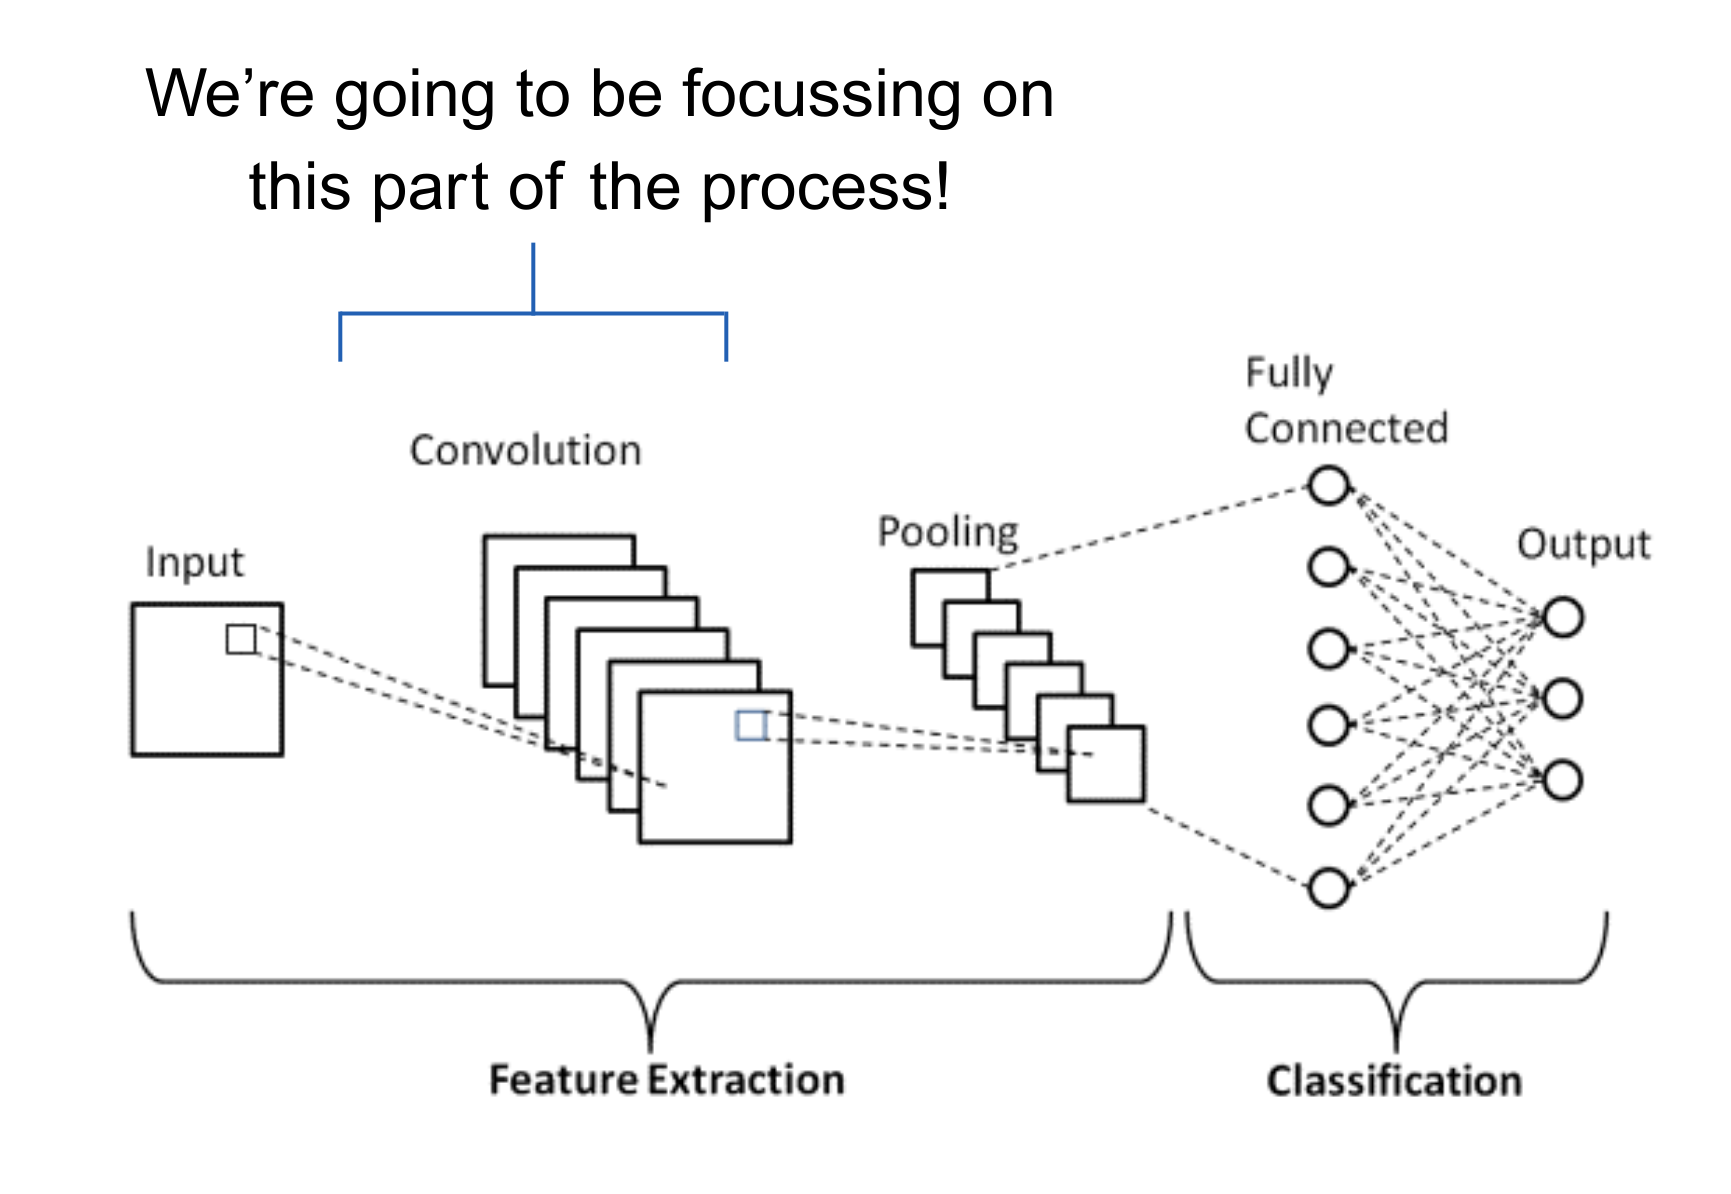 We’re going to be focussing on
this part of the process!
Fully
Connected
Convolution
Pooling
Output
Input
Feature Extraction
Classification